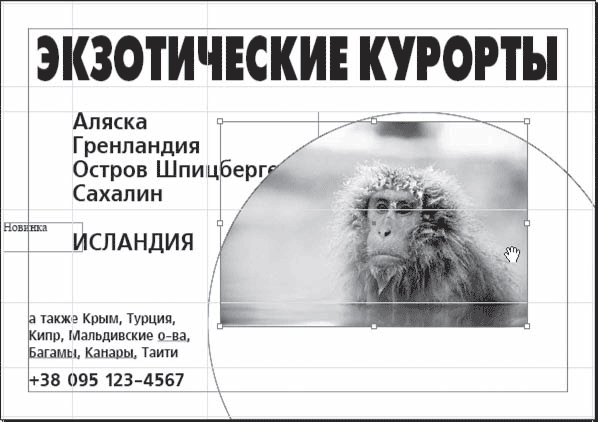 ЭКЗОТИЧЕСКИЕ КУРОРТЫ
Аляска
Гренландия
Остров Шпицберге
Сахалин
Новинка
ИСЛАНДИЯ
а также Крым, Турция,
Кипр, Мальдивские о-ва,
Багамы, Канары, Таити
+38 095 123-4567